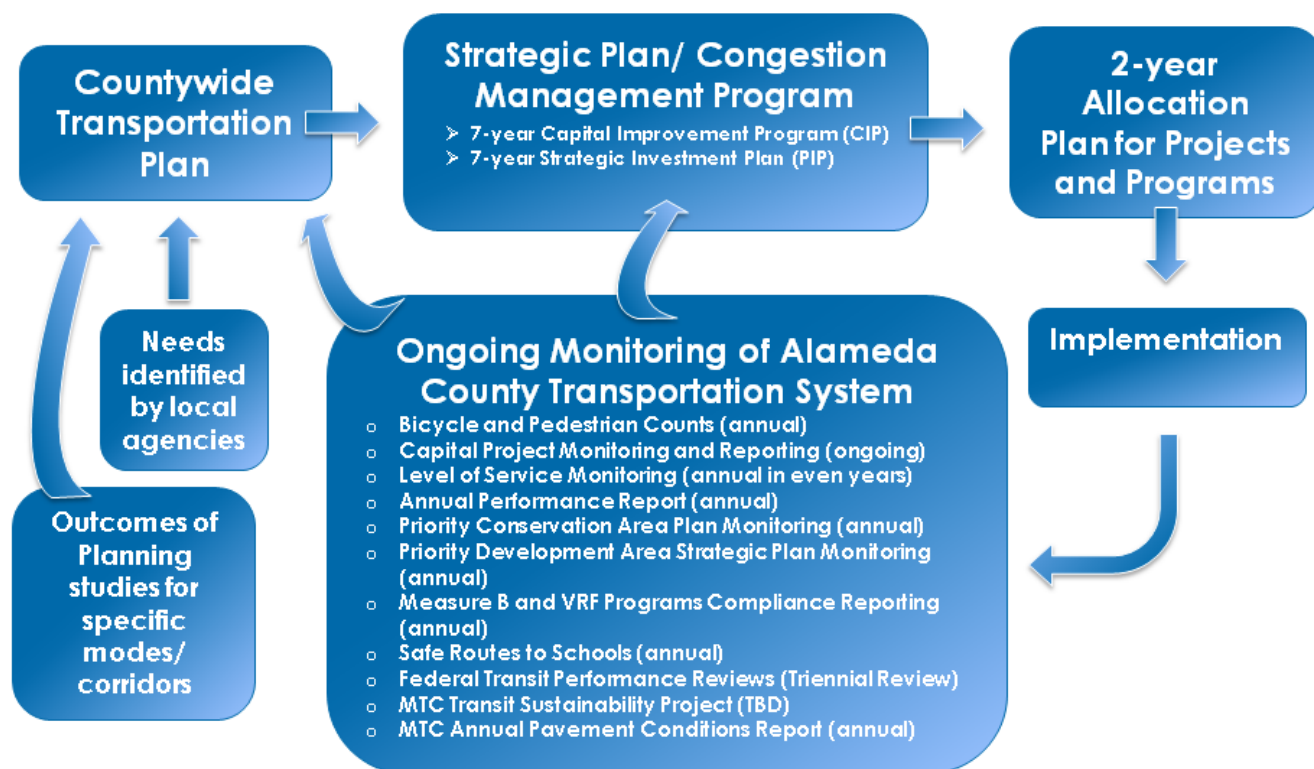 Countywide
Transportation
Plan
Strategic Plan/ Congestion
Management Program
➢ 7-year Capital Improvement Program (CIP)
➢ 7-year Strategic Investment Plan (PIP)
2-year
Allocation
Plan for Projects
and Programs
Needs
identified
by local
agencies
Outcomes of
Planning
studies for
specific
modes/
corridors
Ongoing Monitoring of Alameda
County Transportation System
o Bicycle and Pedestrian Counts (annual)
o Capital Project Monitoring and Reporting (ongoing)
o Level of Service Monitoring (annual in even years)
o Annual Performance Report (annual)
o Priority Conservation Area Plan Monitoring (annual)
o Priority Development Area Strategic Plan Monitoring
(annual)
o Measure B and VRF Programs Compliance Reporting
(annual)
o Safe Routes to Schools (annual)
o Federal Transit Performance Reviews (Triennial Review)
o MTC Transit Sustainability Project (TBD)
o MTC Annual Pavement Conditions Report (annual)
Implementation